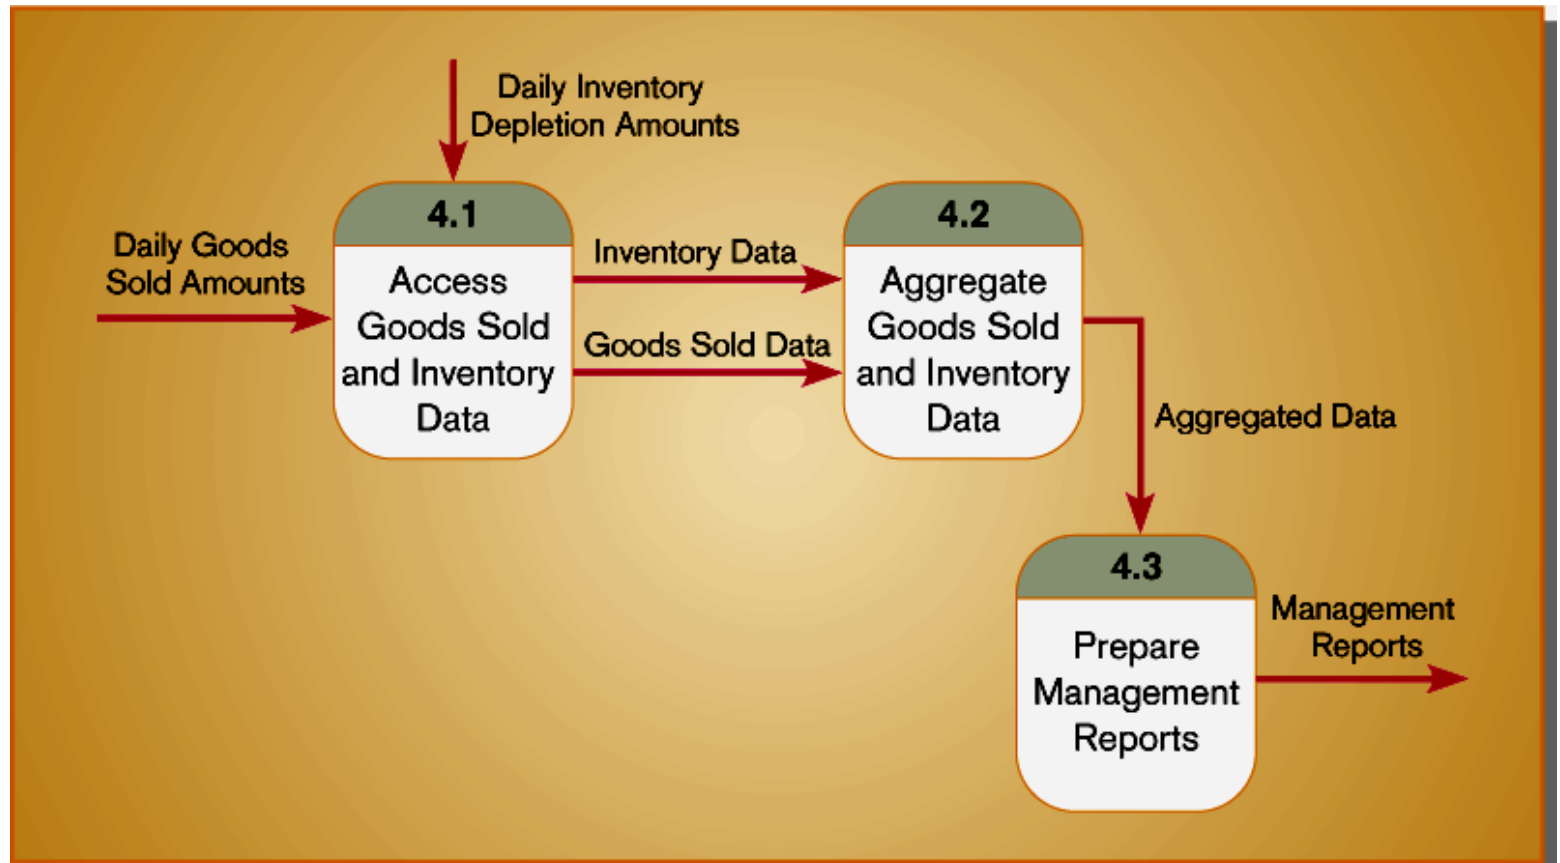 Daily Inventory
Depletion Amounts
Daily Goods
Sold Amounts
4.1
Access
Goods Sold
and Inventory
Data
Inventory Data
Goods Sold Data
4.2
Aggregate
Goods Sold
and Inventory
Data
Aggregated Data
4.3
Prepare
Management
Reports
Management
Reports